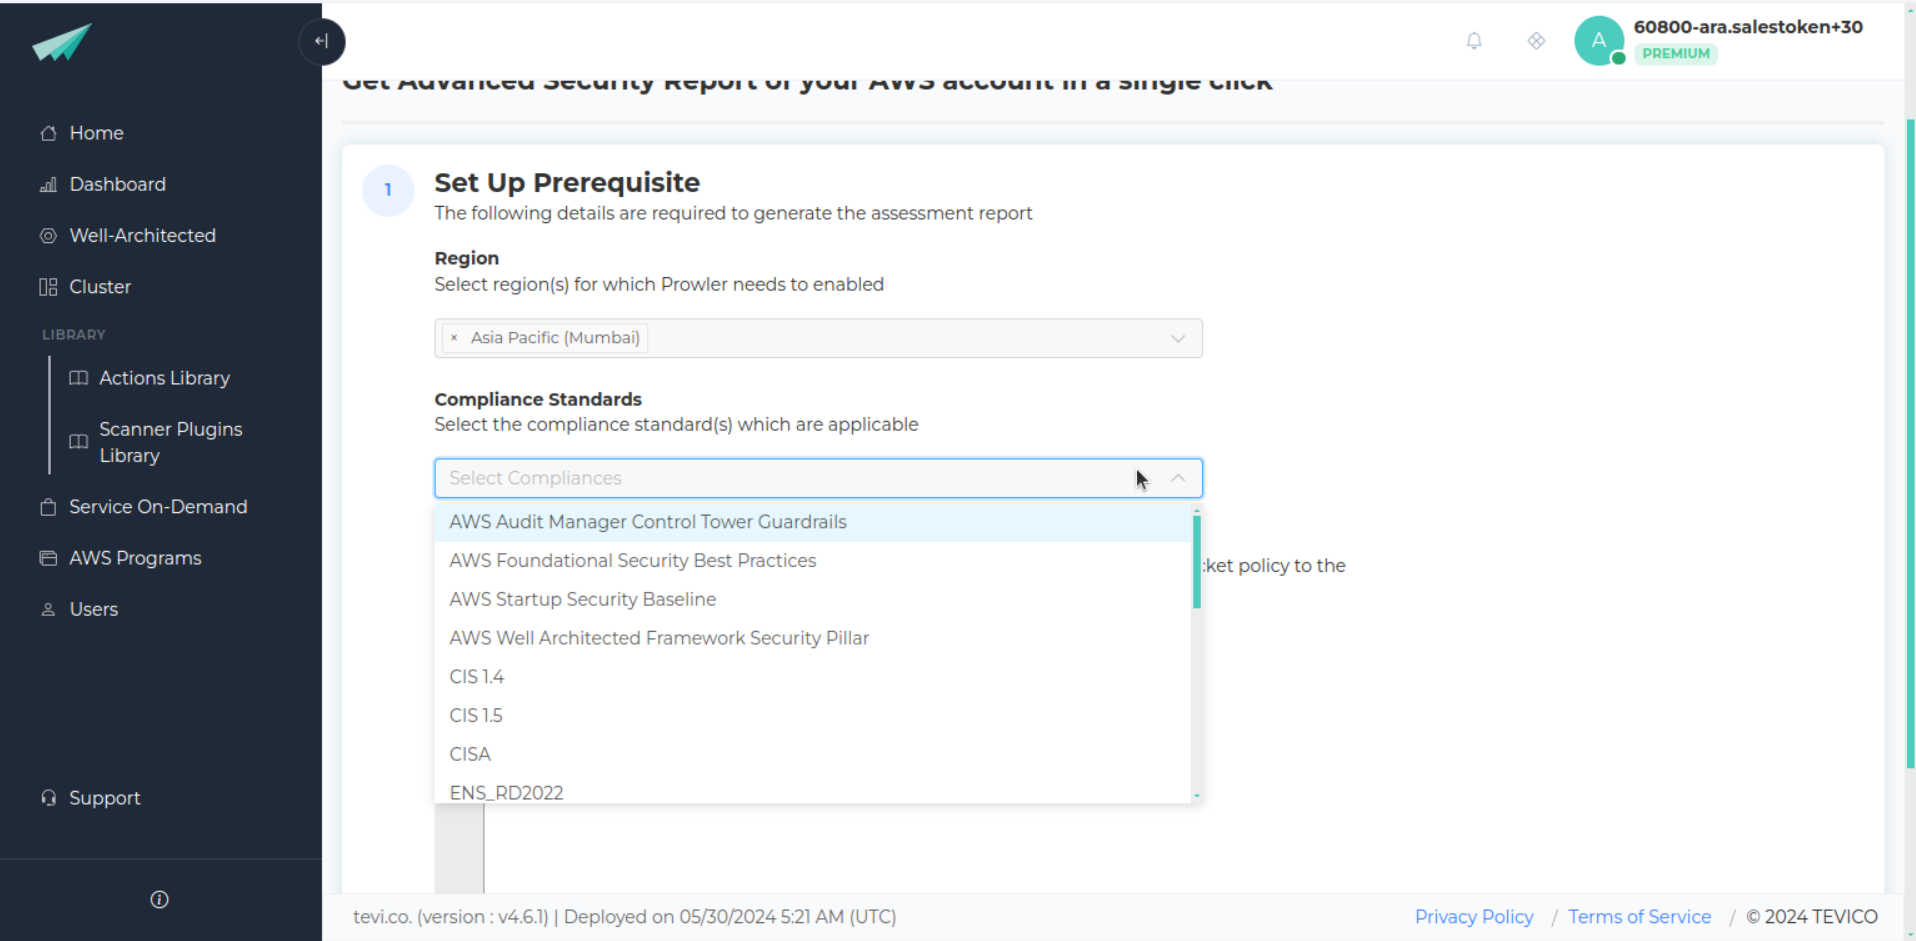 60800-ara.salestoken+30
A
PREMIUM
Get Advanced Security Report of your AWS account in a single click
Home
Dashboard
Well-Architected
Cluster
LIBRARY
Actions Library
Scanner Plugins
Library
Service On-Demand
AWS Programs
Users
Support
1
Set Up Prerequisite
The following details are required to generate the assessment report
Region
Select region(s) for which Prowler needs to enabled
× Asia Pacific (Mumbai)
Compliance Standards
Select the compliance standard(s) which are applicable
Select Compliances
AWS Audit Manager Control Tower Guardrails
AWS Foundational Security Best Practices
policy to the
AWS Startup Security Baseline
AWS Well Architected Framework Security Pillar
CIS 1.4
CIS 1.5
CISA
ENS_RD2022
tevi.co. (version : v4.6.1) | Deployed on 05/30/2024 5:21 AM (UTC)
Privacy Policy / Terms of Service / © 2024 TEVICO